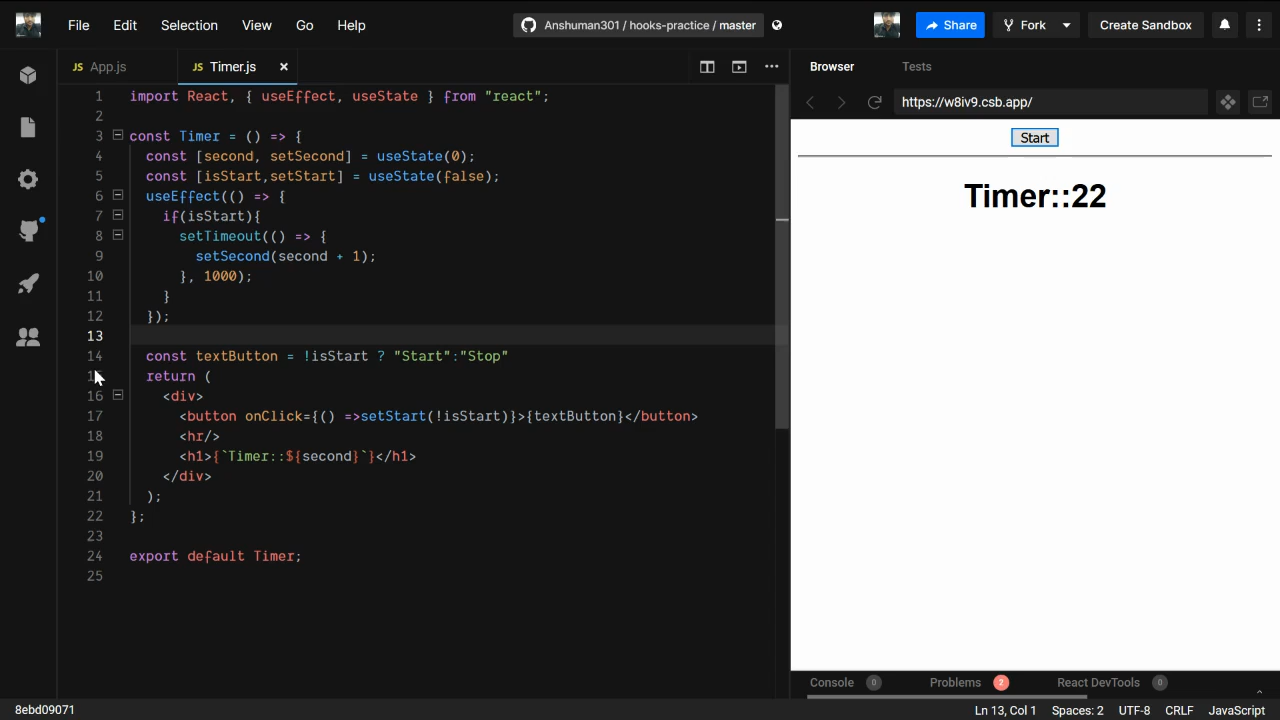 File Edit Selection View Go Help
Anshuman301 / hooks-practice / master
Share Fork Create Sandbox
JS App.js JS Timer.js ×
1 import React, { useEffect, useState } from "react";
2
3 const Timer = () => {
4 const [second, setSecond] = useState(0);
5 const [isStart,setStart] = useState(false);
6 useEffect(() => {
7 if(isStart){
8 setTimeout(() => {
9 setSecond(second + 1);
10 }, 1000);
11 }
12 });
13
14 const textButton = !isStart ? "Start":"Stop"
15 return (
16 <div>
17 <button onClick={() =>setStart(!isStart)}>{textButton}</button>
18 <hr/>
19 <h1>{`Timer::${second}`}</h1>
20 </div>
21 );
22 };
23
24 export default Timer;
25
Browser Tests
https://w8iv9.csb.app/
Start
Timer::22
Console 0 Problems 2 React DevTools 0
8ebd09071 Ln 13, Col 1 Spaces: 2 UTF-8 CRLF JavaScript